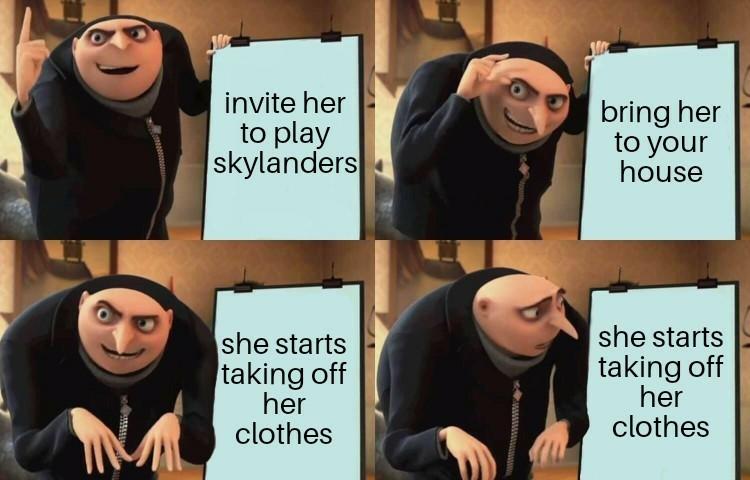 invite her
to play
skylanders
bring her
to your
house
she starts
taking off
her
clothes
she starts
taking off
her
clothes